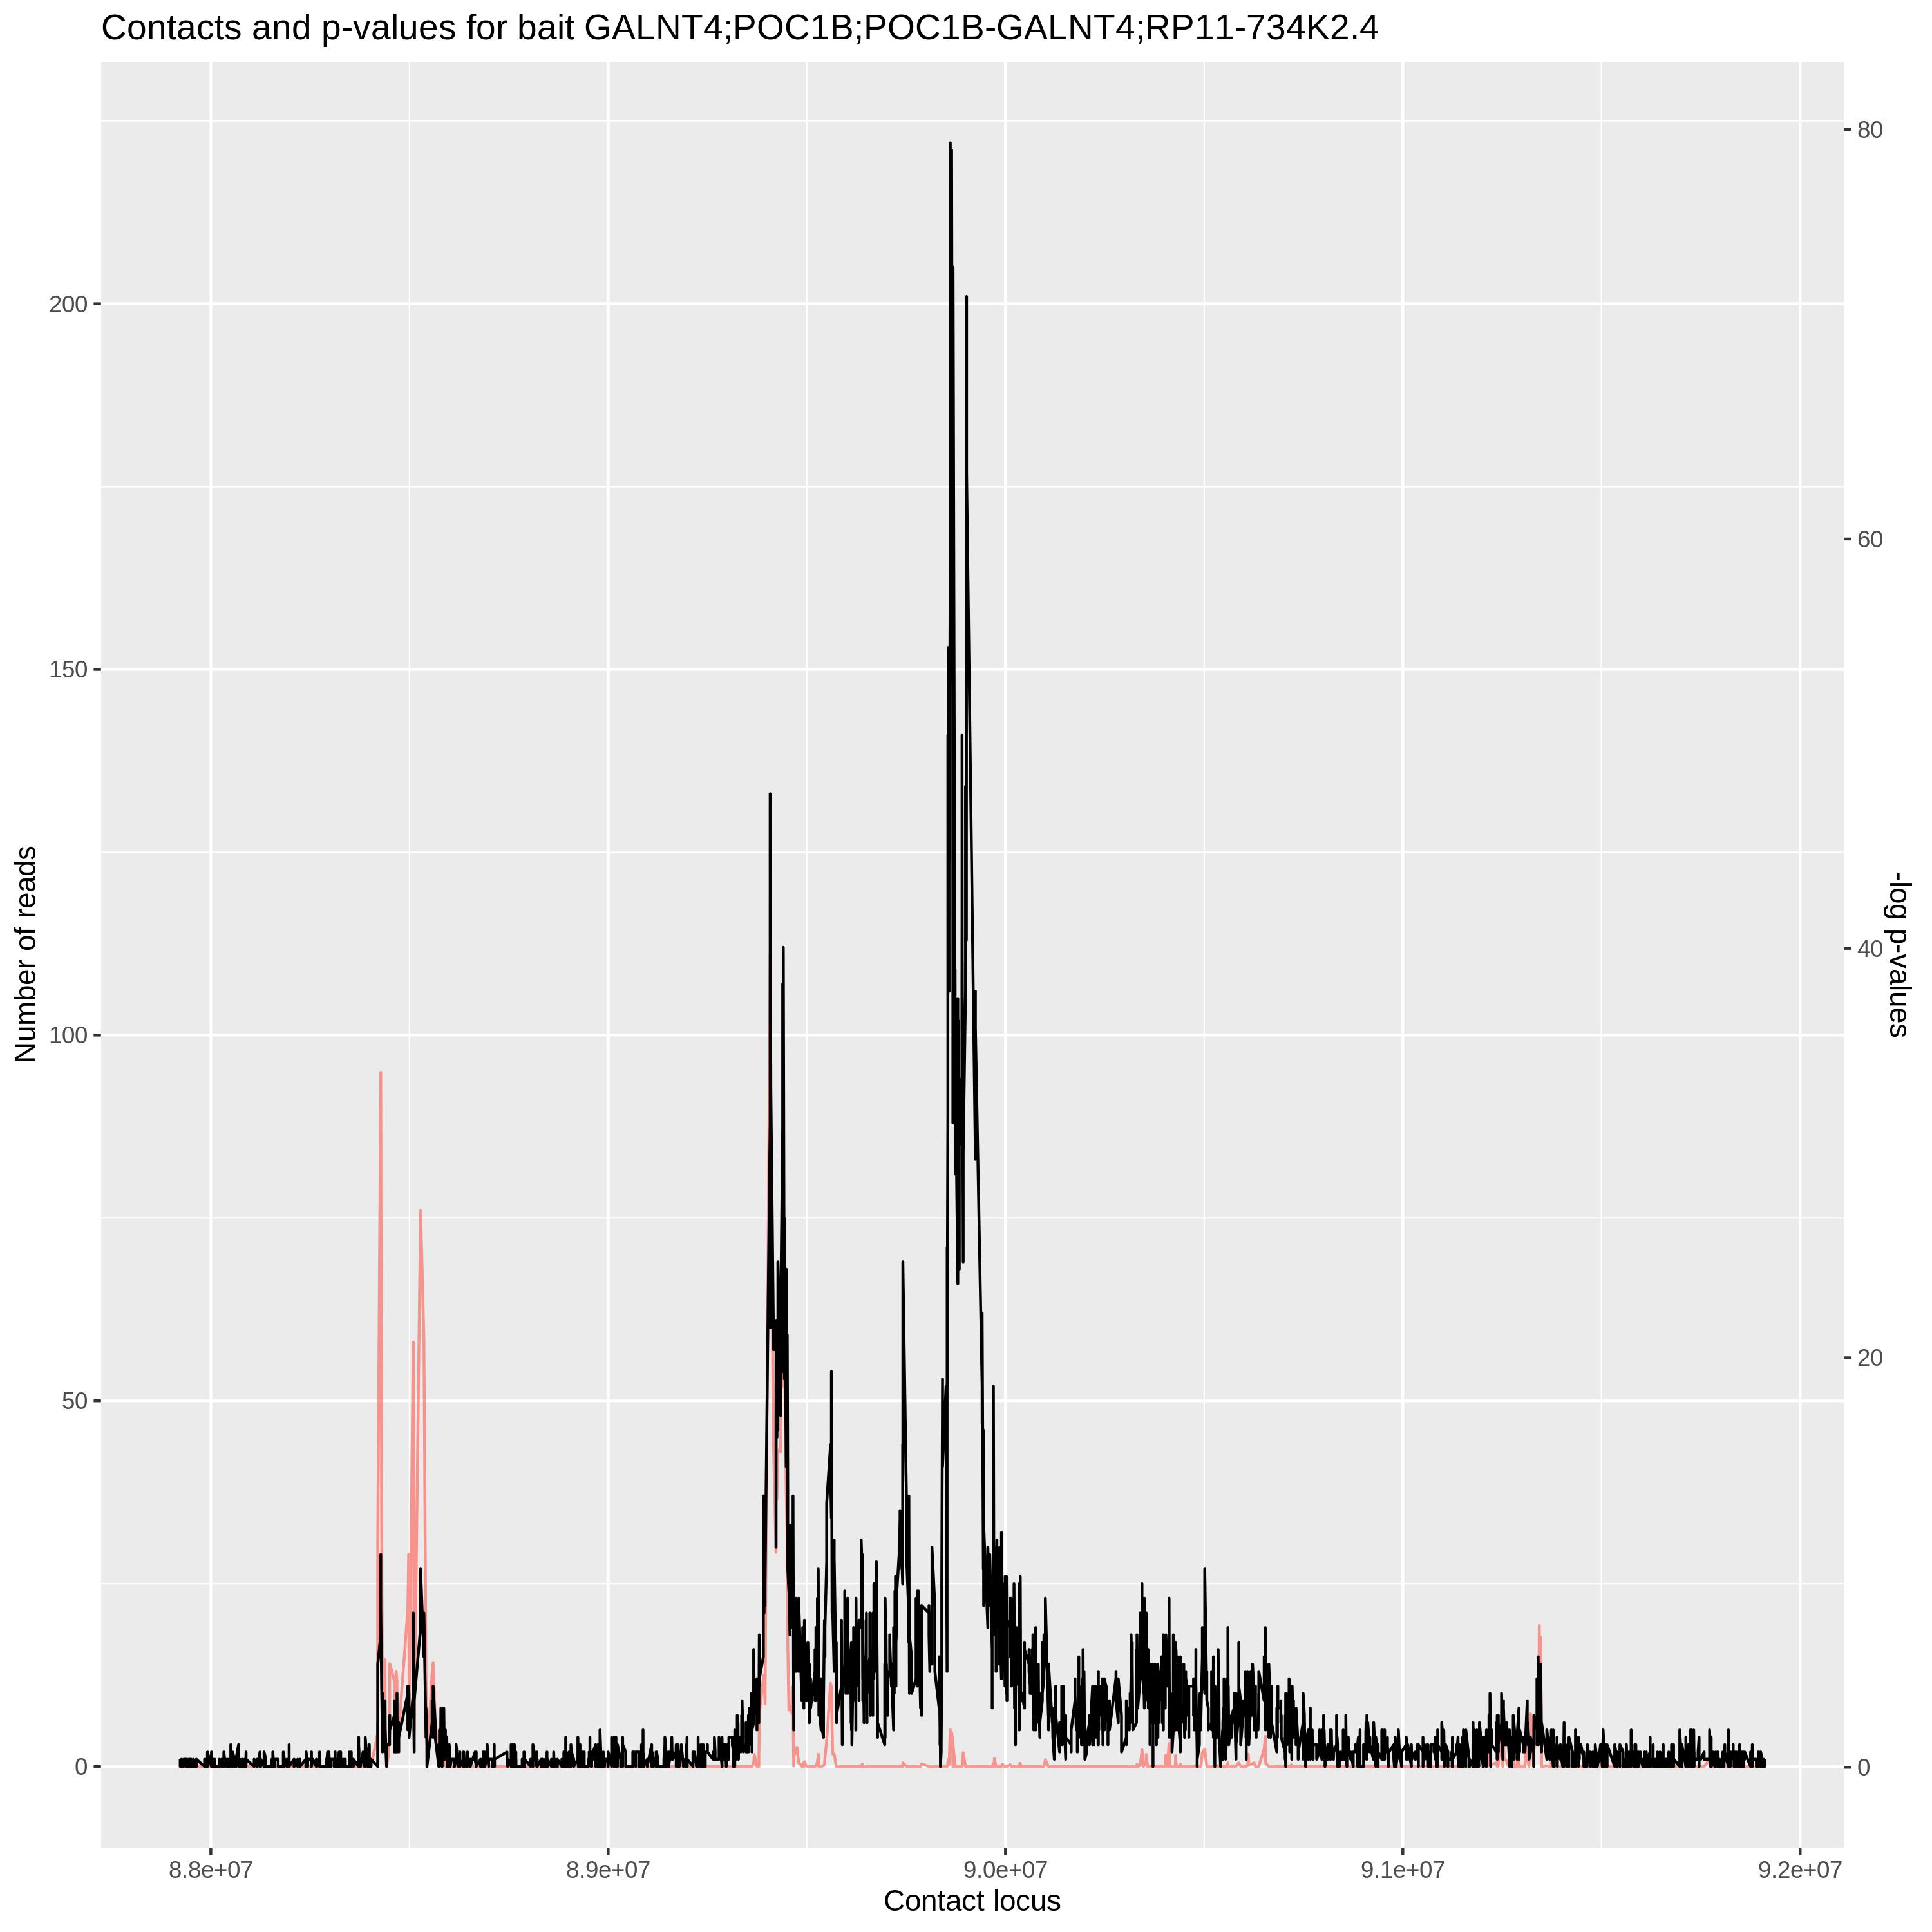 Contacts and p-values for bait GALNT4;POC1B;POC1B-GALNT4;RP11-734K2.4
Number of reads
200
150
100
50
0
80
60
40
20
0
-log p-values
8.8e+07
8.9e+07
9.0e+07
9.1e+07
9.2e+07
Contact locus